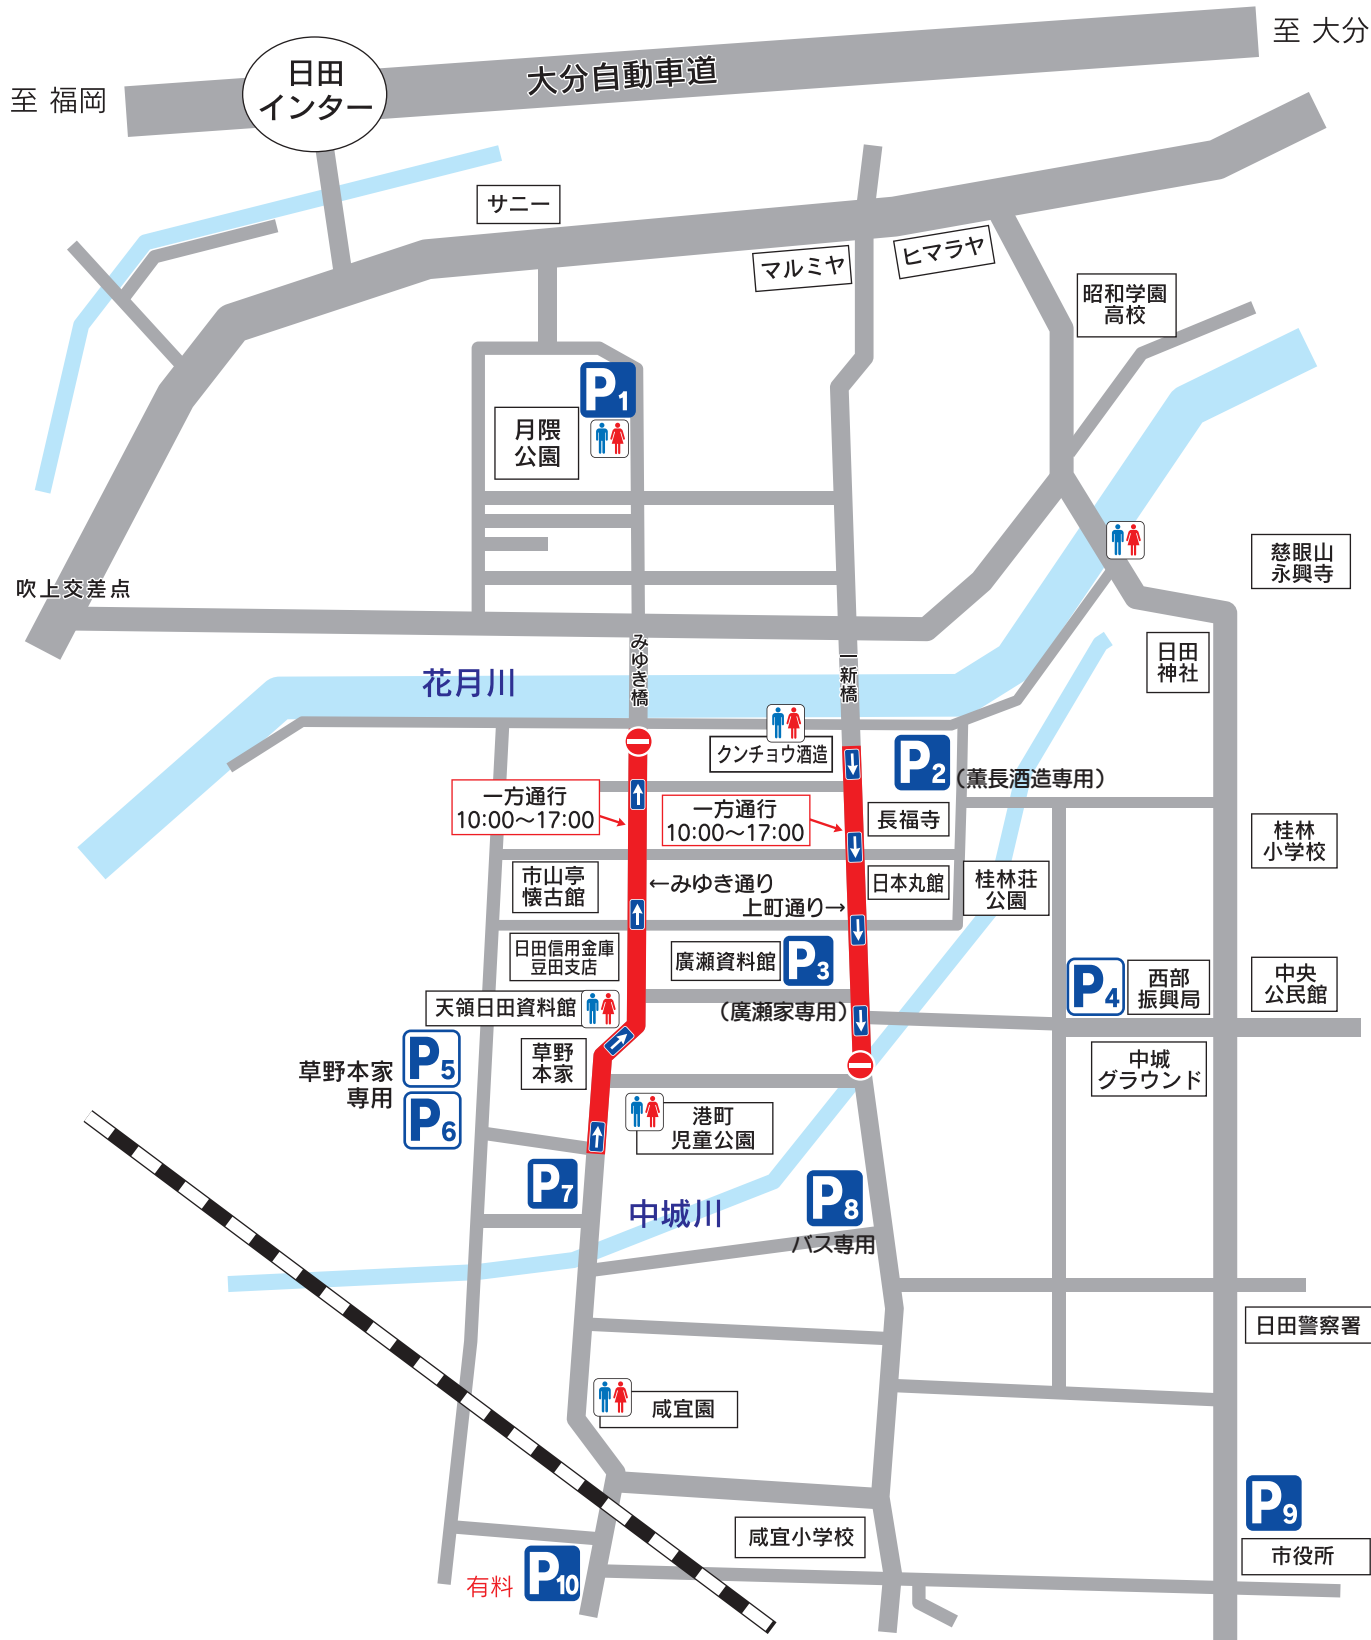 至 大分
大分自動車道
日田
インター
至 福岡
サニー
マルミヤ
ヒマラヤ
昭和学園
高校
P1
月隈
公園
慈眼山
永興寺
吹上交差点
みゆき橋
一新橋
日田
神社
花月川
クンチョウ酒造
P2
（薫長酒造専用）
一方通行
10:00〜17:00
一方通行
10:00〜17:00
長福寺
桂林
小学校
市山亭
懐古館
←みゆき通り
日本丸館
桂林荘
公園
上町通り→
日田信用金庫
豆田支店
廣瀬資料館
P3
P4
西部
振興局
中央
公民館
天領日田資料館
（廣瀬家専用）
草野
本家
P5
草野本家
専用
P6
中城
グラウンド
港町
児童公園
P7
中城川
P8
バス専用
日田警察署
咸宜園
P9
咸宜小学校
市役所
有料
P10